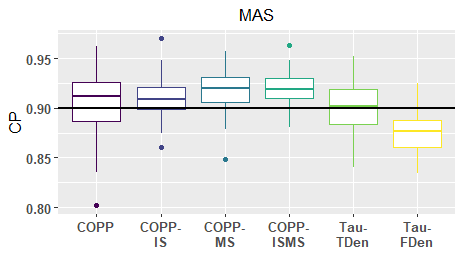 MAS
CP
0.95
0.90
0.85
0.80
COPP
COPP-
IS
COPP-
MS
COPP-
ISMS
Tau-
TDen
Tau-
FDen